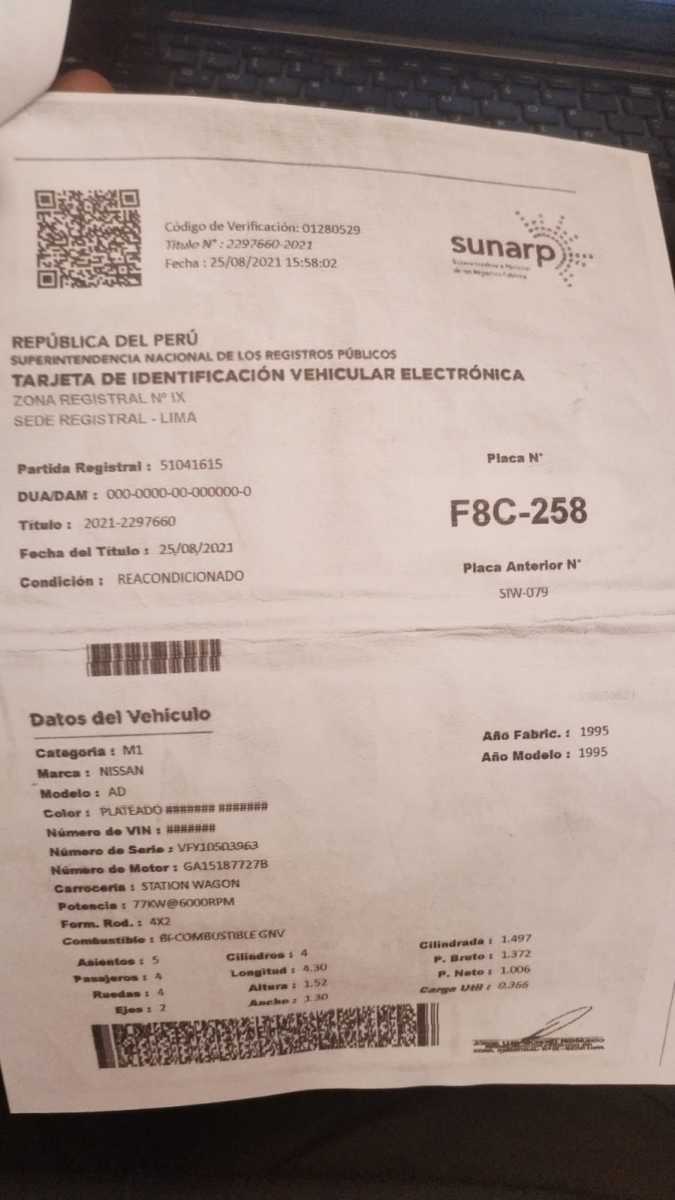 Código de Verificación: 01280529
Título N° : 2297660-2021
Fecha : 25/08/2021 15:58:02
sunarp
Superintendencia Nacional
de los Registros Públicos
REPÚBLICA DEL PERÚ
SUPERINTENDENCIA NACIONAL DE LOS REGISTROS PÚBLICOS
TARJETA DE IDENTIFICACIÓN VEHICULAR ELECTRÓNICA
ZONA REGISTRAL N° IX
SEDE REGISTRAL - LIMA
Partida Registral : 51041615
DUA/DAM : 000-0000-00-000000-0
Título : 2021-2297660
Fecha del Título : 25/08/2021
Condición : REACONDICIONADO
Placa N°
F8C-258
Placa Anterior N°
SIW-079
Datos del Vehículo
Categoría : M1
Marca : NISSAN
Modelo : AD
Color : PLATEADO ####### #######
Número de VIN : #######
Número de Serie : VFY10503963
Número de Motor : GA15187727B
Carrocería : STATION WAGON
Potencia : 77KW@6000RPM
Form. Rod. : 4X2
Combustible : BI-COMBUSTIBLE GNV
Año Fabric. : 1995
Año Modelo : 1995
Asientos : 5
Pasajeros : 4
Ruedas : 4
Ejes : 2
Cilindros : 4
Longitud : 4.30
Altura : 1.52
Ancho : 1.30
Cilindrada : 1.497
P. Bruto : 1.372
P. Neto : 1.006
Carga Util : 0.366